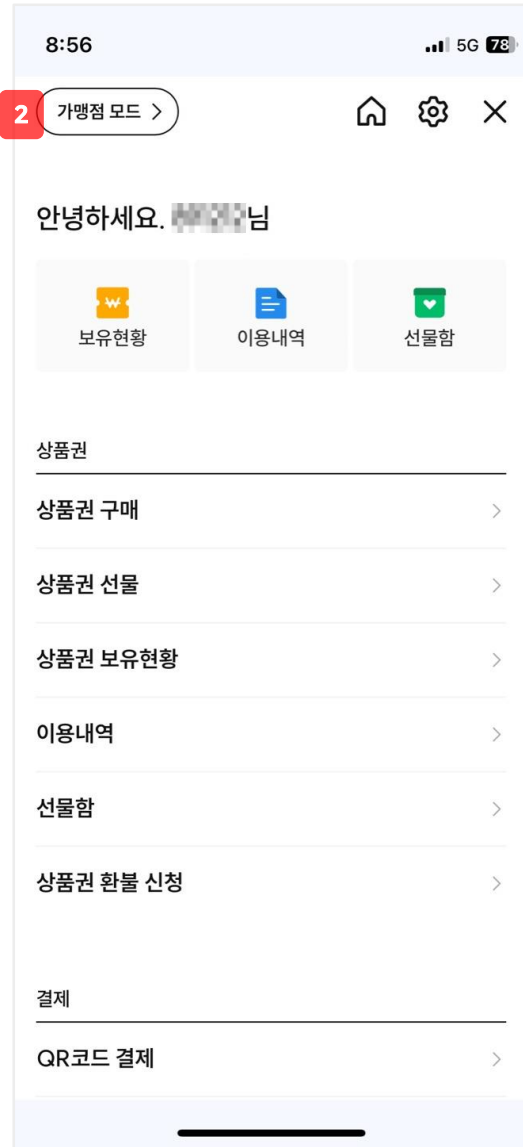 8:56
5G 78
2
가맹점 모드
안녕하세요. 님
보유현황
이용내역
선물함
상품권
상품권 구매
상품권 선물
상품권 보유현황
이용내역
선물함
상품권 환불 신청
결제
QR코드 결제